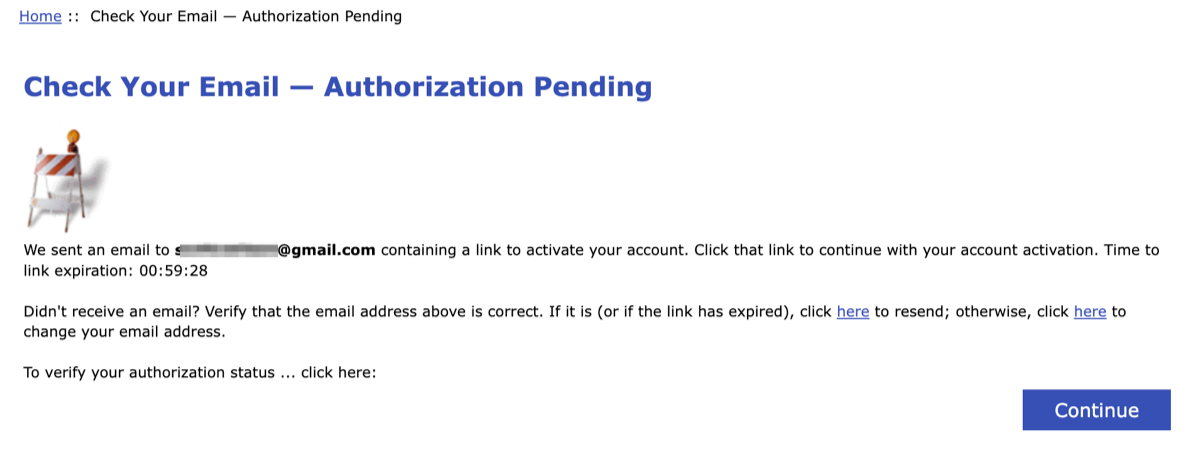 Home :: Check Your Email — Authorization Pending
Check Your Email — Authorization Pending
We sent an email to @gmail.com containing a link to activate your account. Click that link to continue with your account activation. Time to
link expiration: 00:59:28
Didn't receive an email? Verify that the email address above is correct. If it is (or if the link has expired), click here to resend; otherwise, click here to
change your email address.
To verify your authorization status ... click here:
Continue